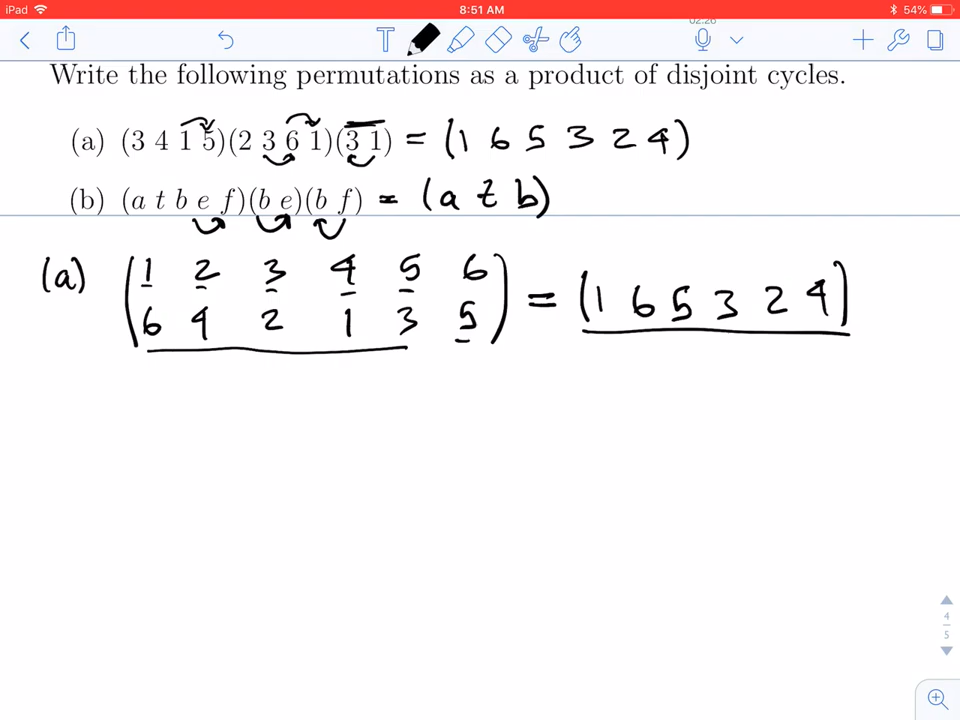 iPad 8:51 AM 54%
T 02:26
Write the following permutations as a product of disjoint cycles.
(a) (3 4 1 5)(2 3 6 1)(3 1) = (1 6 5 3 2 4)
(b) (a t b e f)(b e)(b f) = (a t b)
(a) (1 2 3 4 5 6
6 4 2 1 3 5) = (1 6 5 3 2 4)
4
5